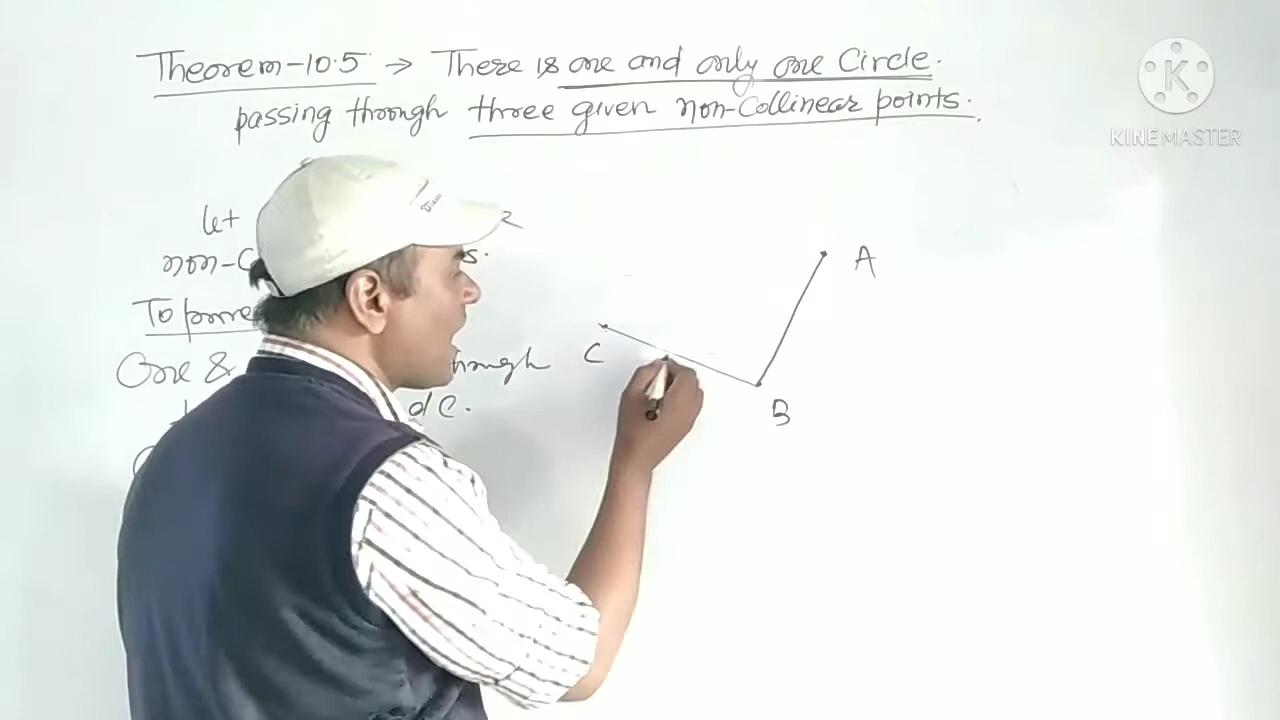 Theorem-10.5 → There is one and only one Circle.
passing through three given non-Collinear points.
K
KINEMASTER
Let
non-C s.
To prove
One & through
d C.
A
C
B